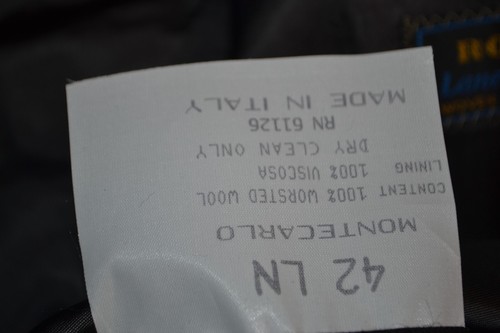 42 LN
MONTECARLO
CONTENT 100% WORSTED WOOL
LINING 100% VISCOSA
DRY CLEAN ONLY
RN 61126
MADE IN ITALY